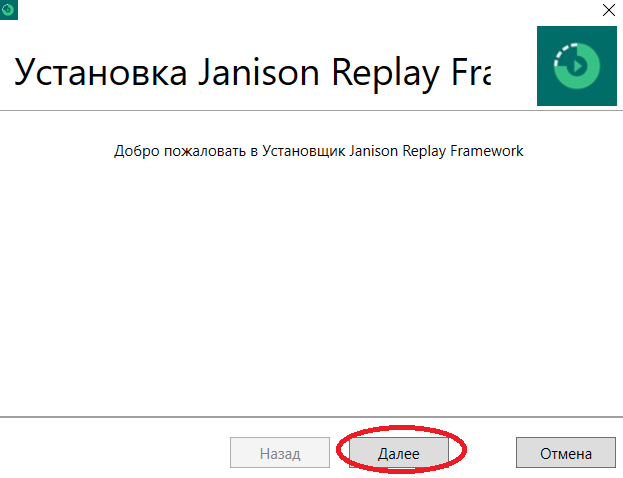 Установка Janison Replay Fra
Добро пожаловать в Установщик Janison Replay Framework
Назад Далее Отмена